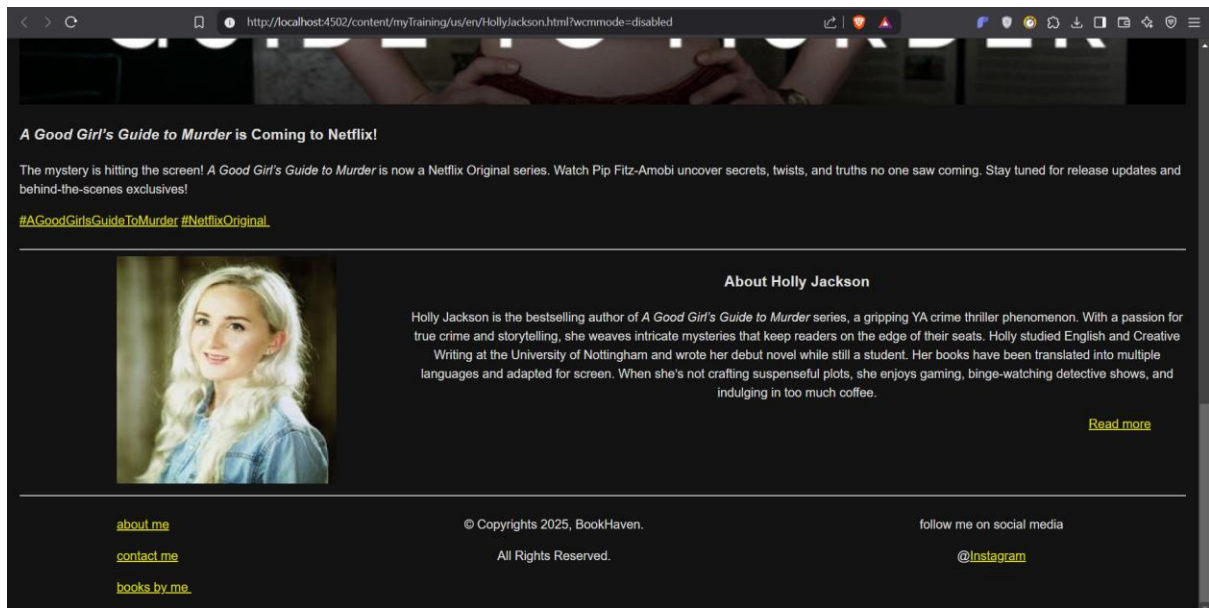 http://localhost:4502/content/myTraining/us/en/HollyJackson.html?wcmmode=disabled
GUIDE TO MURDER
A Good Girl's Guide to Murder is Coming to Netflix!
The mystery is hitting the screen! A Good Girl's Guide to Murder is now a Netflix Original series. Watch Pip Fitz-Amobi uncover secrets, twists, and truths no one saw coming. Stay tuned for release updates and
behind-the-scenes exclusives!
#AGoodGirlsGuideToMurder #NetflixOriginal
About Holly Jackson
Holly Jackson is the bestselling author of A Good Girl's Guide to Murder series, a gripping YA crime thriller phenomenon. With a passion for
true crime and storytelling, she weaves intricate mysteries that keep readers on the edge of their seats. Holly studied English and Creative
Writing at the University of Nottingham and wrote her debut novel while still a student. Her books have been translated into multiple
languages and adapted for screen. When she's not crafting suspenseful plots, she enjoys gaming, binge-watching detective shows, and
indulging in too much coffee.
Read more
about me
contact me
books by me
© Copyrights 2025, BookHaven.
All Rights Reserved.
follow me on social media
@Instagram